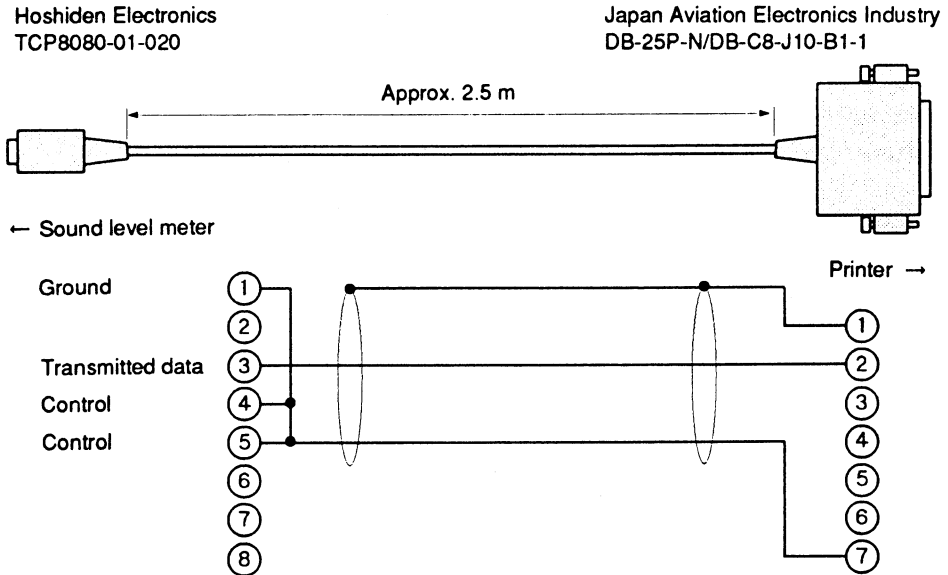 Hoshiden Electronics
TCP8080-01-020
Japan Aviation Electronics Industry
DB-25P-N/DB-C8-J10-B1-1
Approx. 2.5 m
← Sound level meter
Printer →
Ground
Transmitted data
Control
Control
1
2
3
4
5
6
7
8
1
2
3
4
5
6
7